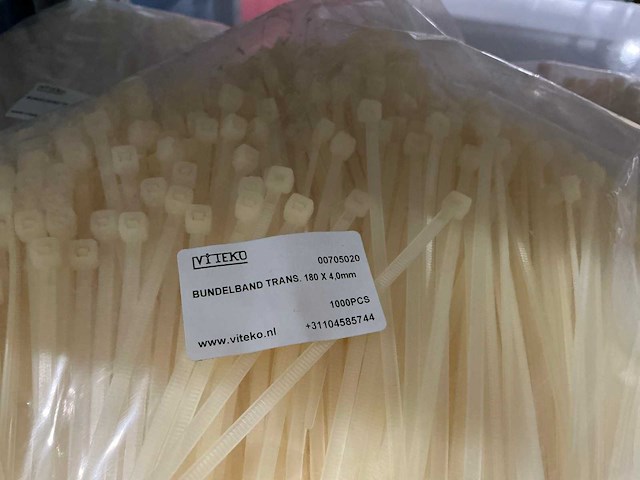 VITEKO 00705020
BUNDELBAND TRANS. 180 X 4,0mm
1000PCS
www.viteko.nl +31104585744